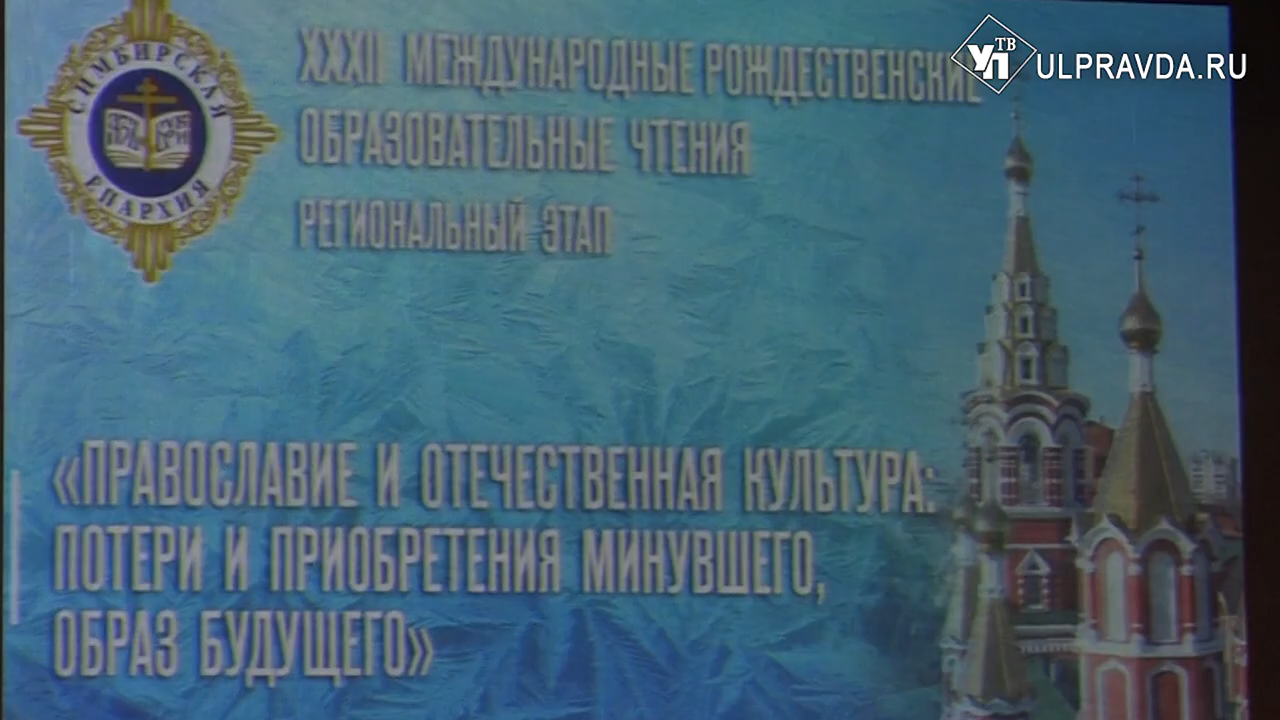 СИМБИРСКАЯ
ЕПАРХИЯ
XXXII МЕЖДУНАРОДНЫЕ РОЖДЕСТВЕНСКИЕ
ОБРАЗОВАТЕЛЬНЫЕ ЧТЕНИЯ
РЕГИОНАЛЬНЫЙ ЭТАП
УП ТВ ULPRAVDA.RU
«ПРАВОСЛАВИЕ И ОТЕЧЕСТВЕННАЯ КУЛЬТУРА:
ПОТЕРИ И ПРИОБРЕТЕНИЯ МИНУВШЕГО,
ОБРАЗ БУДУЩЕГО»